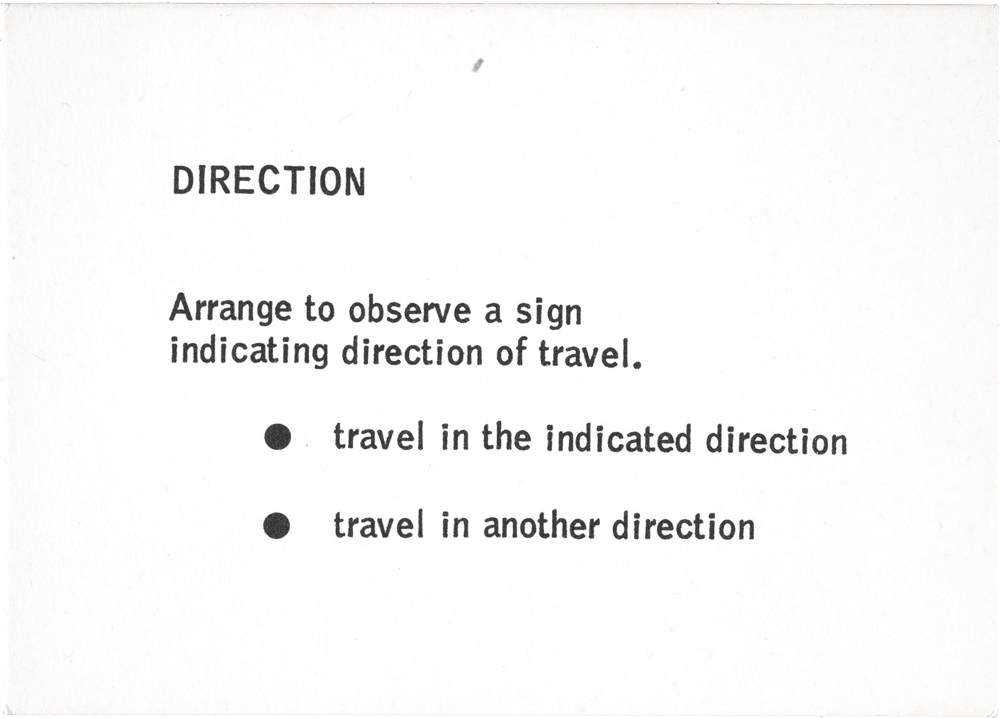 DIRECTION
Arrange to observe a sign
indicating direction of travel.
● travel in the indicated direction
● travel in another direction